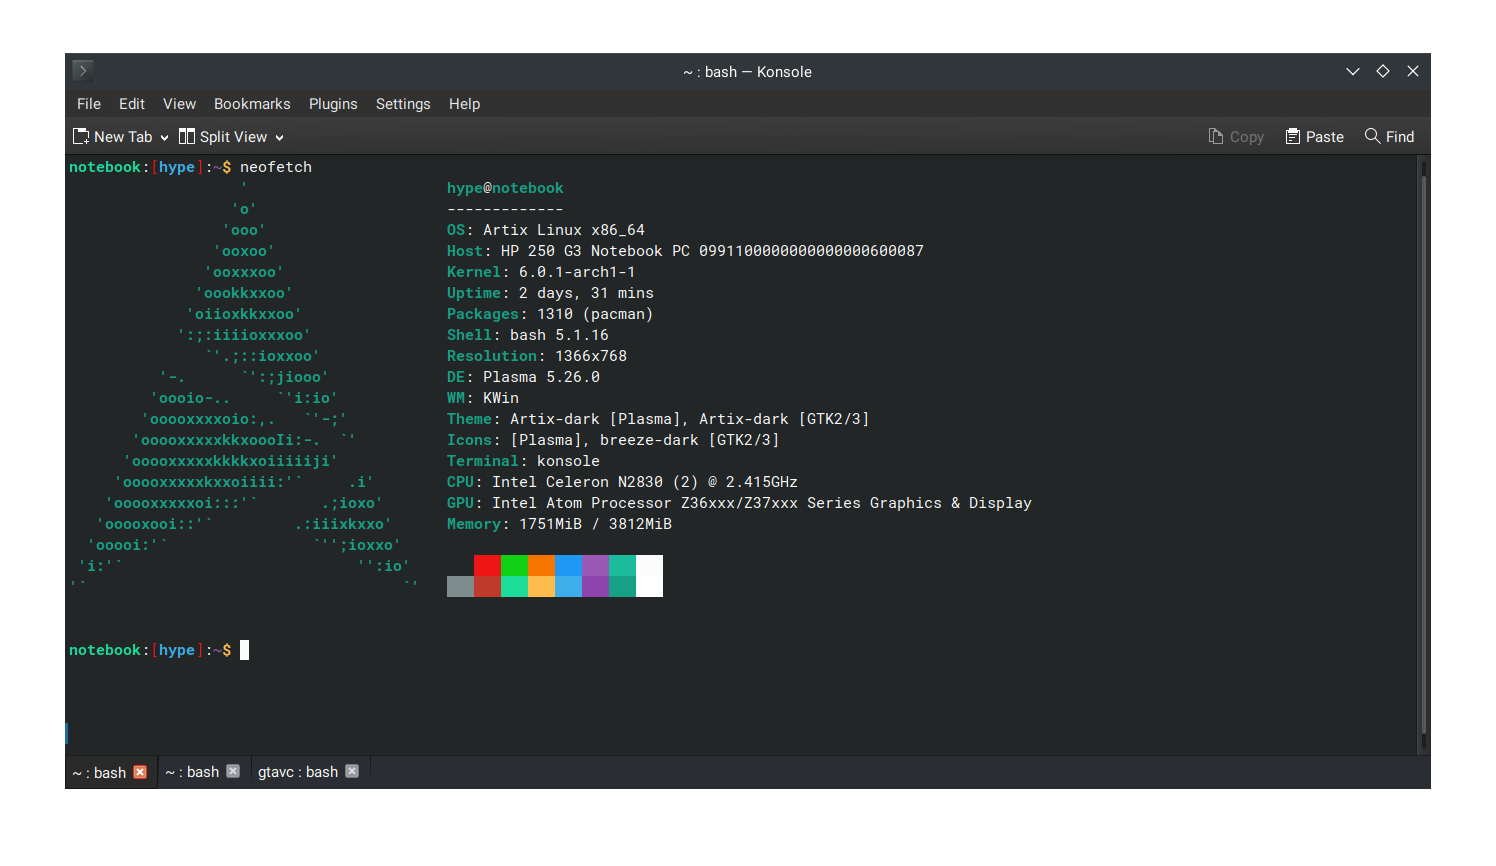 ~ : bash — Konsole
File Edit View Bookmarks Plugins Settings Help
New Tab Split View Copy Paste Find
notebook:[hype]:~$ neofetch
' hype@notebook
'o' -------------
'ooo' OS: Artix Linux x86_64
'ooxoo' Host: HP 250 G3 Notebook PC 0991100000000000000600087
'ooxxxoo' Kernel: 6.0.1-arch1-1
'ookkxxoo' Uptime: 2 days, 31 mins
'oiioxkkxxoo' Packages: 1310 (pacman)
':;:iiiioxxxoo' Shell: bash 5.1.16
`'.;::ioxxoo' Resolution: 1366x768
'-. `':;jiooo' DE: Plasma 5.26.0
'oooio-.. `'i:io' WM: KWin
'ooooxxxxoio:,. `'-;' Theme: Artix-dark [Plasma], Artix-dark [GTK2/3]
'ooooxxxxxkkxoooIi:-. `' Icons: [Plasma], breeze-dark [GTK2/3]
'ooooxxxxxkkkkxoiiiiiji' Terminal: konsole
'ooooxxxxxkxxoiiii:'` .i' CPU: Intel Celeron N2830 (2) @ 2.415GHz
'ooooxxxxxoi:::'` .;ioxo' GPU: Intel Atom Processor Z36xxx/Z37xxx Series Graphics & Display
'ooooxooi::'` .:iiixkxxo' Memory: 1751MiB / 3812MiB
'ooooi:'` `'';ioxxo'
'i:'` '':io'
'` `'
notebook:[hype]:~$
~ : bash ~ : bash gtavc : bash